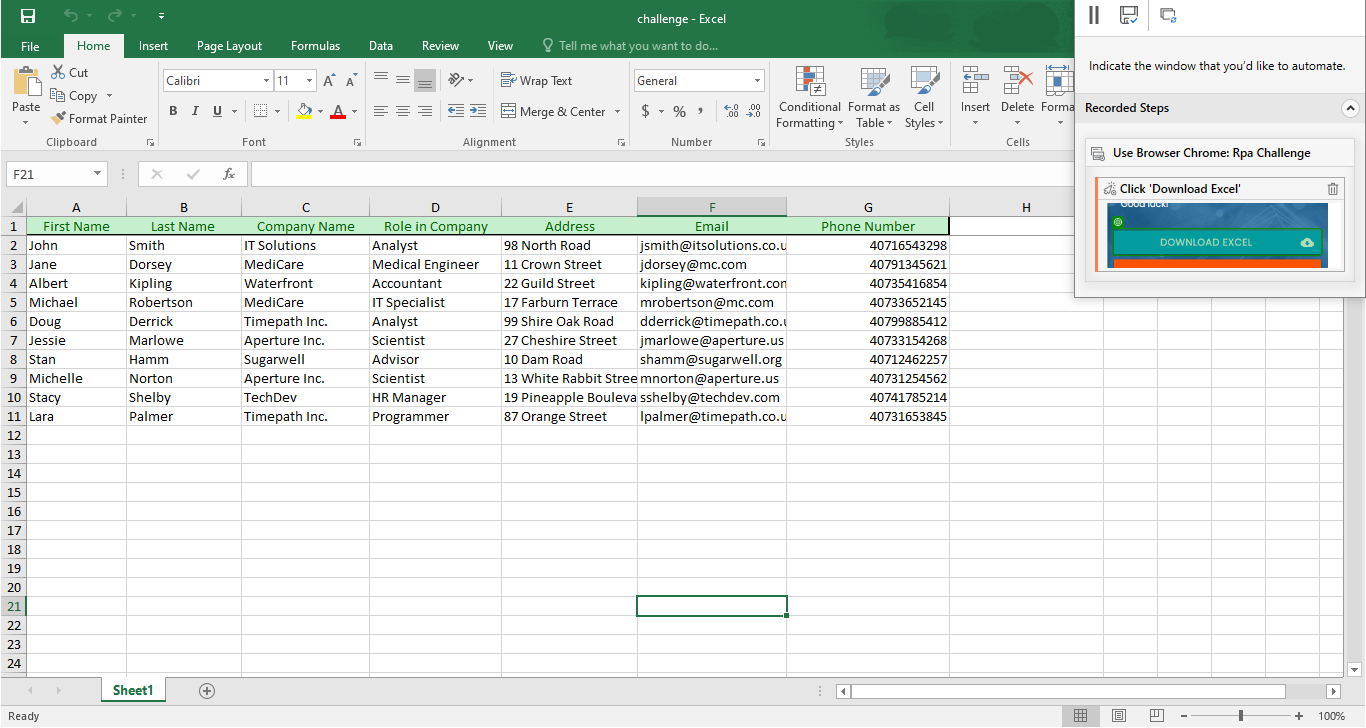 challenge - Excel
File Home Insert Page Layout Formulas Data Review View Tell me what you want to do...
Cut
Copy
Format Painter
Paste
Clipboard
Calibri 11
B I U
Font
Wrap Text
Merge & Center
Alignment
General
$ % ,
Number
Conditional Formatting
Format as Table
Cell Styles
Styles
Insert Delete Forma
Cells
Indicate the window that you'd like to automate.
Recorded Steps
Use Browser Chrome: Rpa Challenge
Click 'Download Excel'
Good luck!
DOWNLOAD EXCEL
F21 fx
A B C D E F G H
1 First Name Last Name Company Name Role in Company Address Email Phone Number
2 John Smith IT Solutions Analyst 98 North Road jsmith@itsolutions.co.u 40716543298
3 Jane Dorsey MediCare Medical Engineer 11 Crown Street jdorsey@mc.com 40791345621
4 Albert Kipling Waterfront Accountant 22 Guild Street kipling@waterfront.con 40735416854
5 Michael Robertson MediCare IT Specialist 17 Farburn Terrace mrobertson@mc.com 40733652145
6 Doug Derrick Timepath Inc. Analyst 99 Shire Oak Road dderrick@timepath.co.u 40799885412
7 Jessie Marlowe Aperture Inc. Scientist 27 Cheshire Street jmarlowe@aperture.us 40733154268
8 Stan Hamm Sugarwell Advisor 10 Dam Road shamm@sugarwell.org 40712462257
9 Michelle Norton Aperture Inc. Scientist 13 White Rabbit Stree mnorton@aperture.us 40731254562
10 Stacy Shelby TechDev HR Manager 19 Pineapple Bouleva sshelby@techdev.com 40741785214
11 Lara Palmer Timepath Inc. Programmer 87 Orange Street lpalmer@timepath.co.u 40731653845
12
13
14
15
16
17
18
19
20
21
22
23
24
Sheet1
Ready 100%